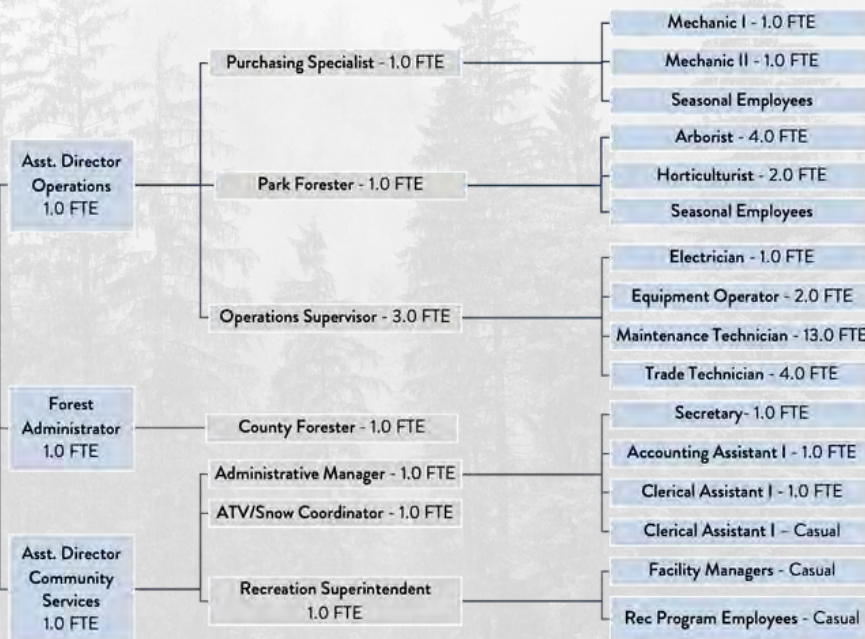 Asst. Director
Operations
1.0 FTE
Purchasing Specialist - 1.0 FTE
Mechanic I - 1.0 FTE
Mechanic II - 1.0 FTE
Seasonal Employees
Park Forester - 1.0 FTE
Arborist - 4.0 FTE
Horticulturist - 2.0 FTE
Seasonal Employees
Operations Supervisor - 3.0 FTE
Electrician - 1.0 FTE
Equipment Operator - 2.0 FTE
Maintenance Technician - 13.0 FTE
Trade Technician - 4.0 FTE
Forest
Administrator
1.0 FTE
County Forester - 1.0 FTE
Asst. Director
Community
Services
1.0 FTE
Administrative Manager - 1.0 FTE
Secretary- 1.0 FTE
Accounting Assistant I - 1.0 FTE
Clerical Assistant I - 1.0 FTE
Clerical Assistant I - Casual
ATV/Snow Coordinator - 1.0 FTE
Recreation Superintendent
1.0 FTE
Facility Managers - Casual
Rec Program Employees - Casual